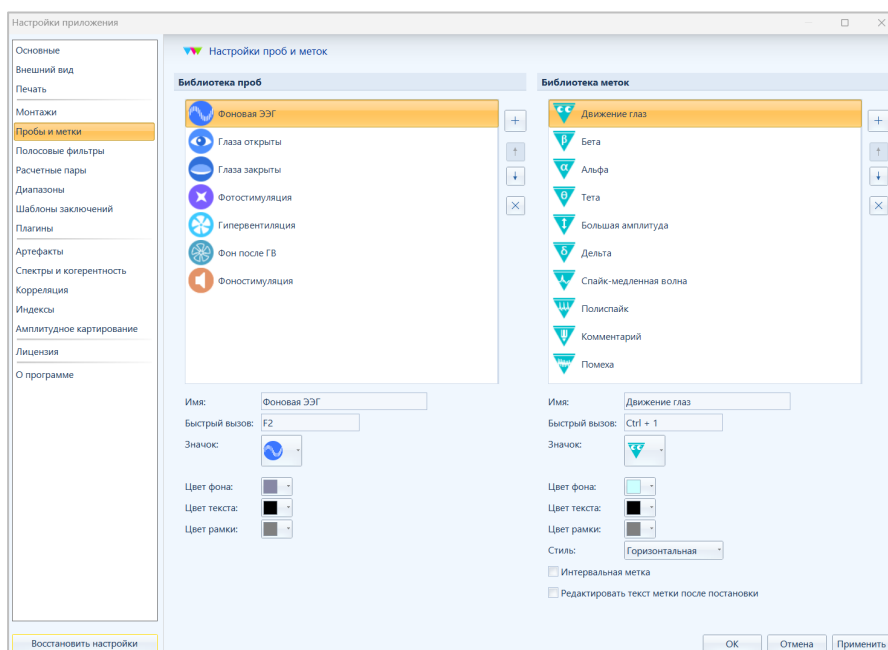 Настройки приложения
Основные
Внешний вид
Печать
Монтажи
Пробы и метки
Полосовые фильтры
Расчетные пары
Диапазоны
Шаблоны заключений
Плагины
Артефакты
Спектры и когерентность
Корреляция
Индексы
Амплитудное картирование
Лицензия
О программе
Восстановить настройки
Настройки проб и меток
Библиотека проб
Фоновая ЭЭГ
Глаза открыты
Глаза закрыты
Фотостимуляция
Гипервентиляция
Фон после ГВ
Фоностимуляция
Имя: Фоновая ЭЭГ
Быстрый вызов: F2
Значок:
Цвет фона:
Цвет текста:
Цвет рамки:
Библиотека меток
Движение глаз
β Бета
α Альфа
θ Тета
Большая амплитуда
δ Дельта
Спайк-медленная волна
Полиспайк
Комментарий
Помеха
Имя: Движение глаз
Быстрый вызов: Ctrl + 1
Значок:
Цвет фона:
Цвет текста:
Цвет рамки:
Стиль: Горизонтальная
Интервальная метка
Редактировать текст метки после постановки
ОК Отмена Применить